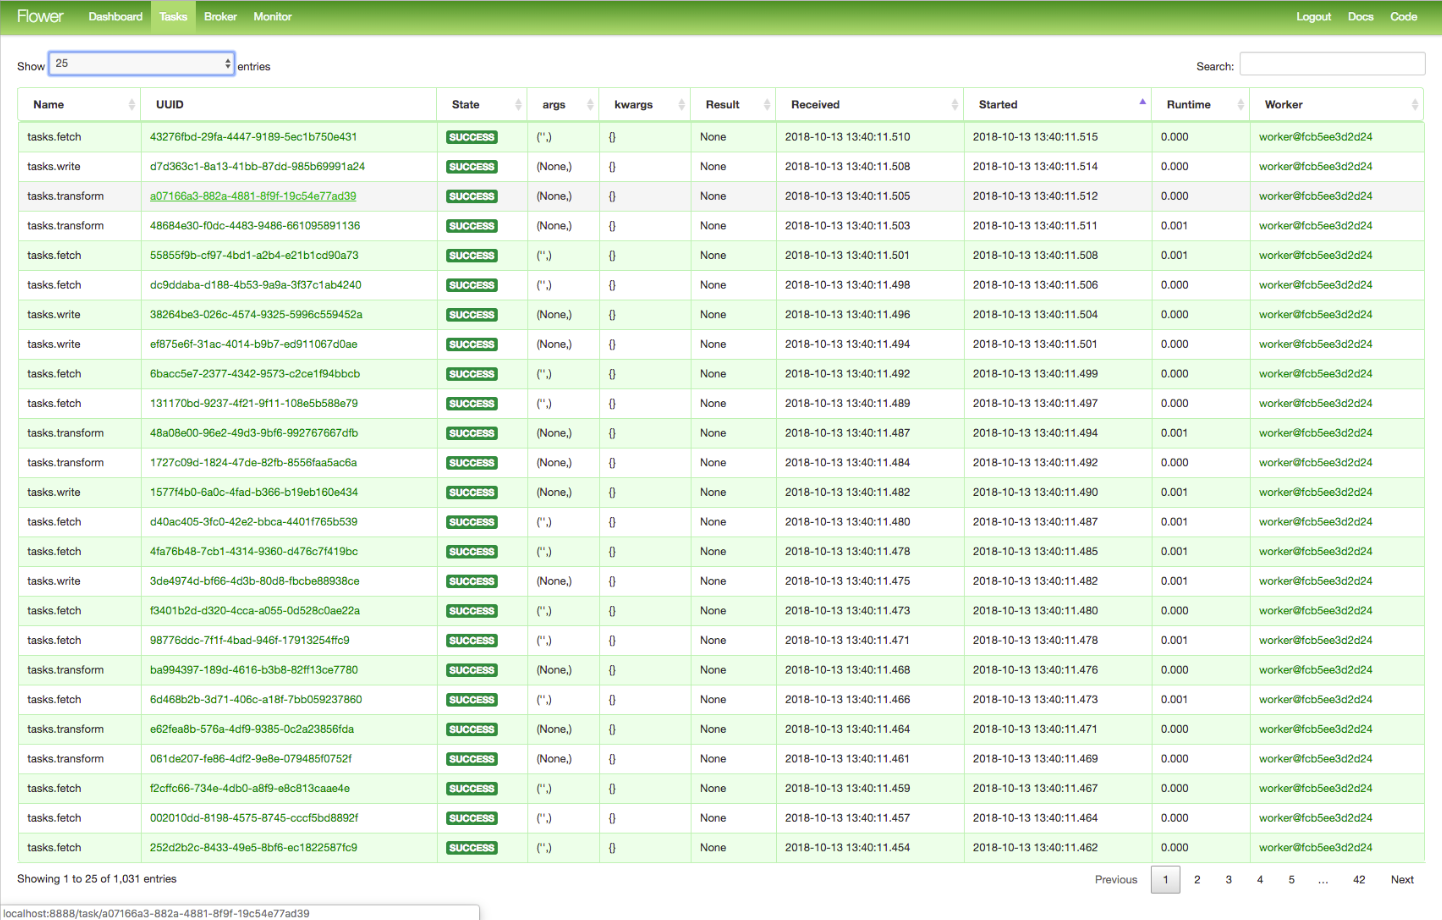 Flower Dashboard Tasks Broker Monitor Logout Docs Code
Show 25 entries Search:
Name UUID State args kwargs Result Received Started Runtime Worker
tasks.fetch 43276fbd-29fa-4447-9189-5ec1b750e431 SUCCESS ('',) {} None 2018-10-13 13:40:11.510 2018-10-13 13:40:11.515 0.000 worker@fcb5ee3d2d24
tasks.write d7d363c1-8a13-41bb-87dd-985b69991a24 SUCCESS (None,) {} None 2018-10-13 13:40:11.508 2018-10-13 13:40:11.514 0.000 worker@fcb5ee3d2d24
tasks.transform a07166a3-882a-4881-8f9f-19c54e77ad39 SUCCESS (None,) {} None 2018-10-13 13:40:11.505 2018-10-13 13:40:11.512 0.000 worker@fcb5ee3d2d24
tasks.transform 48684e30-f0dc-4483-9486-661095891136 SUCCESS (None,) {} None 2018-10-13 13:40:11.503 2018-10-13 13:40:11.511 0.001 worker@fcb5ee3d2d24
tasks.fetch 55855f9b-cf97-4bd1-a2b4-e21b1cd90a73 SUCCESS ('',) {} None 2018-10-13 13:40:11.501 2018-10-13 13:40:11.508 0.001 worker@fcb5ee3d2d24
tasks.fetch dc9ddaba-d188-4b53-9a9a-3f37c1ab4240 SUCCESS ('',) {} None 2018-10-13 13:40:11.498 2018-10-13 13:40:11.506 0.000 worker@fcb5ee3d2d24
tasks.write 38264be3-026c-4574-9325-5996c559452a SUCCESS (None,) {} None 2018-10-13 13:40:11.496 2018-10-13 13:40:11.504 0.000 worker@fcb5ee3d2d24
tasks.write ef875e6f-31ac-4014-b9b7-ed911067d0ae SUCCESS (None,) {} None 2018-10-13 13:40:11.494 2018-10-13 13:40:11.501 0.000 worker@fcb5ee3d2d24
tasks.fetch 6bacc5e7-2377-4342-9573-c2ce1f94bbcb SUCCESS ('',) {} None 2018-10-13 13:40:11.492 2018-10-13 13:40:11.499 0.000 worker@fcb5ee3d2d24
tasks.fetch 131170bd-9237-4f21-9f11-108e5b588e79 SUCCESS ('',) {} None 2018-10-13 13:40:11.489 2018-10-13 13:40:11.497 0.000 worker@fcb5ee3d2d24
tasks.transform 48a08e00-96e2-49d3-9bf6-992767667dfb SUCCESS (None,) {} None 2018-10-13 13:40:11.487 2018-10-13 13:40:11.494 0.001 worker@fcb5ee3d2d24
tasks.transform 1727c09d-1824-47de-82fb-8556faa5ac6a SUCCESS (None,) {} None 2018-10-13 13:40:11.484 2018-10-13 13:40:11.492 0.000 worker@fcb5ee3d2d24
tasks.write 1577f4b0-6a0c-4fad-b366-b19eb160e434 SUCCESS (None,) {} None 2018-10-13 13:40:11.482 2018-10-13 13:40:11.490 0.001 worker@fcb5ee3d2d24
tasks.fetch d40ac405-3fc0-42e2-bbca-4401f765b539 SUCCESS ('',) {} None 2018-10-13 13:40:11.480 2018-10-13 13:40:11.487 0.001 worker@fcb5ee3d2d24
tasks.fetch 4fa76b48-7cb1-4314-9360-d476c7f419bc SUCCESS ('',) {} None 2018-10-13 13:40:11.478 2018-10-13 13:40:11.485 0.001 worker@fcb5ee3d2d24
tasks.write 3de4974d-bf66-4d3b-80d8-fbcbe88938ce SUCCESS (None,) {} None 2018-10-13 13:40:11.475 2018-10-13 13:40:11.482 0.001 worker@fcb5ee3d2d24
tasks.fetch f3401b2d-d320-4cca-a055-0d528c0ae22a SUCCESS ('',) {} None 2018-10-13 13:40:11.473 2018-10-13 13:40:11.480 0.000 worker@fcb5ee3d2d24
tasks.fetch 98776ddc-7f1f-4bad-946f-17913254ffc9 SUCCESS ('',) {} None 2018-10-13 13:40:11.471 2018-10-13 13:40:11.478 0.001 worker@fcb5ee3d2d24
tasks.transform ba994397-189d-4616-b3b8-82ff13ce7780 SUCCESS (None,) {} None 2018-10-13 13:40:11.468 2018-10-13 13:40:11.476 0.000 worker@fcb5ee3d2d24
tasks.fetch 6d468b2b-3d71-406c-a18f-7bb059237860 SUCCESS ('',) {} None 2018-10-13 13:40:11.466 2018-10-13 13:40:11.473 0.001 worker@fcb5ee3d2d24
tasks.transform e62fea8b-576a-4df9-9385-0c2a23856fda SUCCESS (None,) {} None 2018-10-13 13:40:11.464 2018-10-13 13:40:11.471 0.000 worker@fcb5ee3d2d24
tasks.transform 061de207-fe86-4df2-9e8e-079485f0752f SUCCESS (None,) {} None 2018-10-13 13:40:11.461 2018-10-13 13:40:11.469 0.000 worker@fcb5ee3d2d24
tasks.fetch f2cffc66-734e-4db0-a8f9-e8c813caae4e SUCCESS ('',) {} None 2018-10-13 13:40:11.459 2018-10-13 13:40:11.467 0.000 worker@fcb5ee3d2d24
tasks.fetch 002010dd-8198-4575-8745-cccf5bd8892f SUCCESS ('',) {} None 2018-10-13 13:40:11.457 2018-10-13 13:40:11.464 0.000 worker@fcb5ee3d2d24
tasks.fetch 252d2b2c-8433-49e5-8bf6-ec1822587fc9 SUCCESS ('',) {} None 2018-10-13 13:40:11.454 2018-10-13 13:40:11.462 0.000 worker@fcb5ee3d2d24
Showing 1 to 25 of 1,031 entries Previous 1 2 3 4 5 ... 42 Next
localhost:8888/task/a07166a3-882a-4881-8f9f-19c54e77ad39